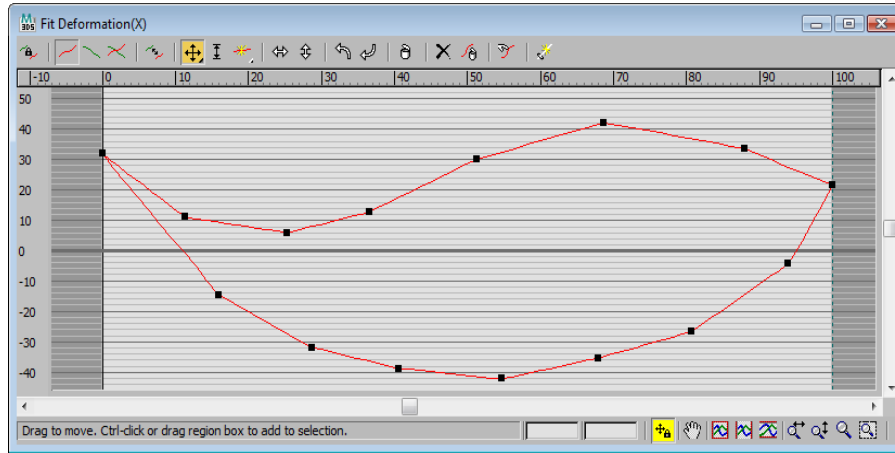 M
3DS
Fit Deformation(X)
-10 0 10 20 30 40 50 60 70 80 90 100
50
40
30
20
10
0
-10
-20
-30
-40
Drag to move. Ctrl-click or drag region box to add to selection.